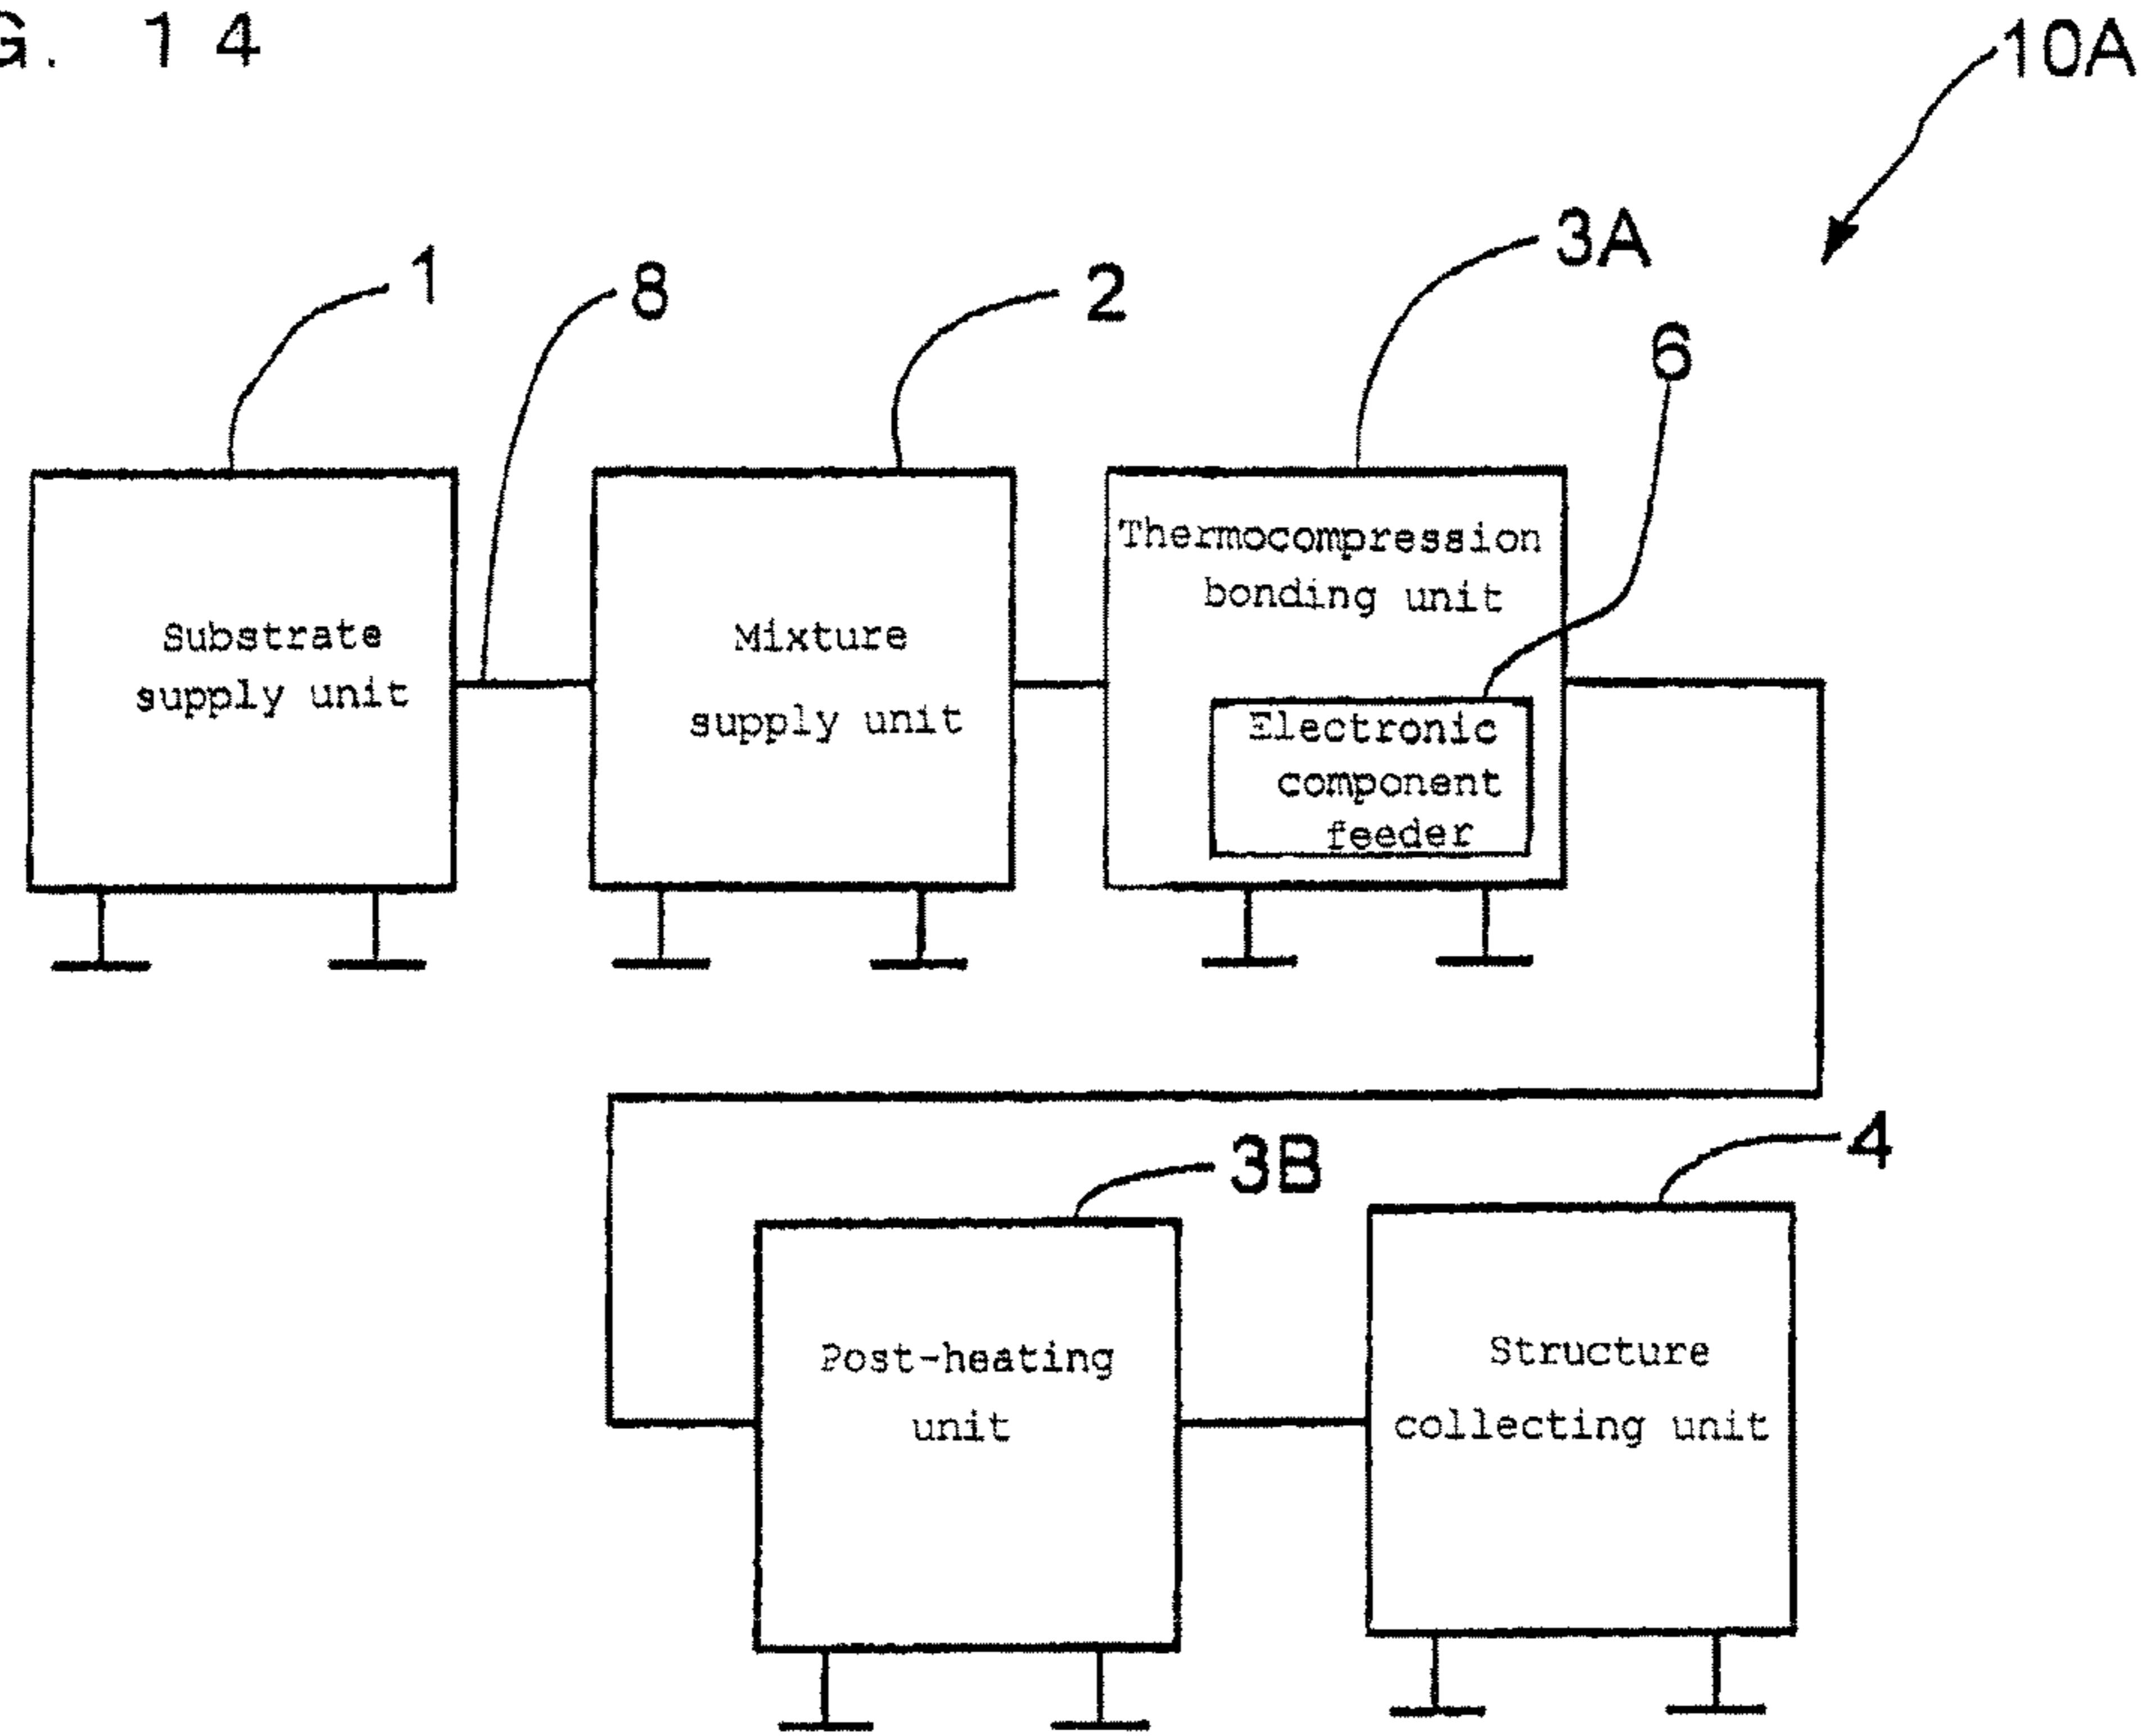 G. 14
10A
1
8
2
3A
6
Substrate
supply unit
Mixture
supply unit
Thermocompression
bonding unit
Electronic
component
feeder
3B
4
Post-heating
unit
Structure
collecting unit